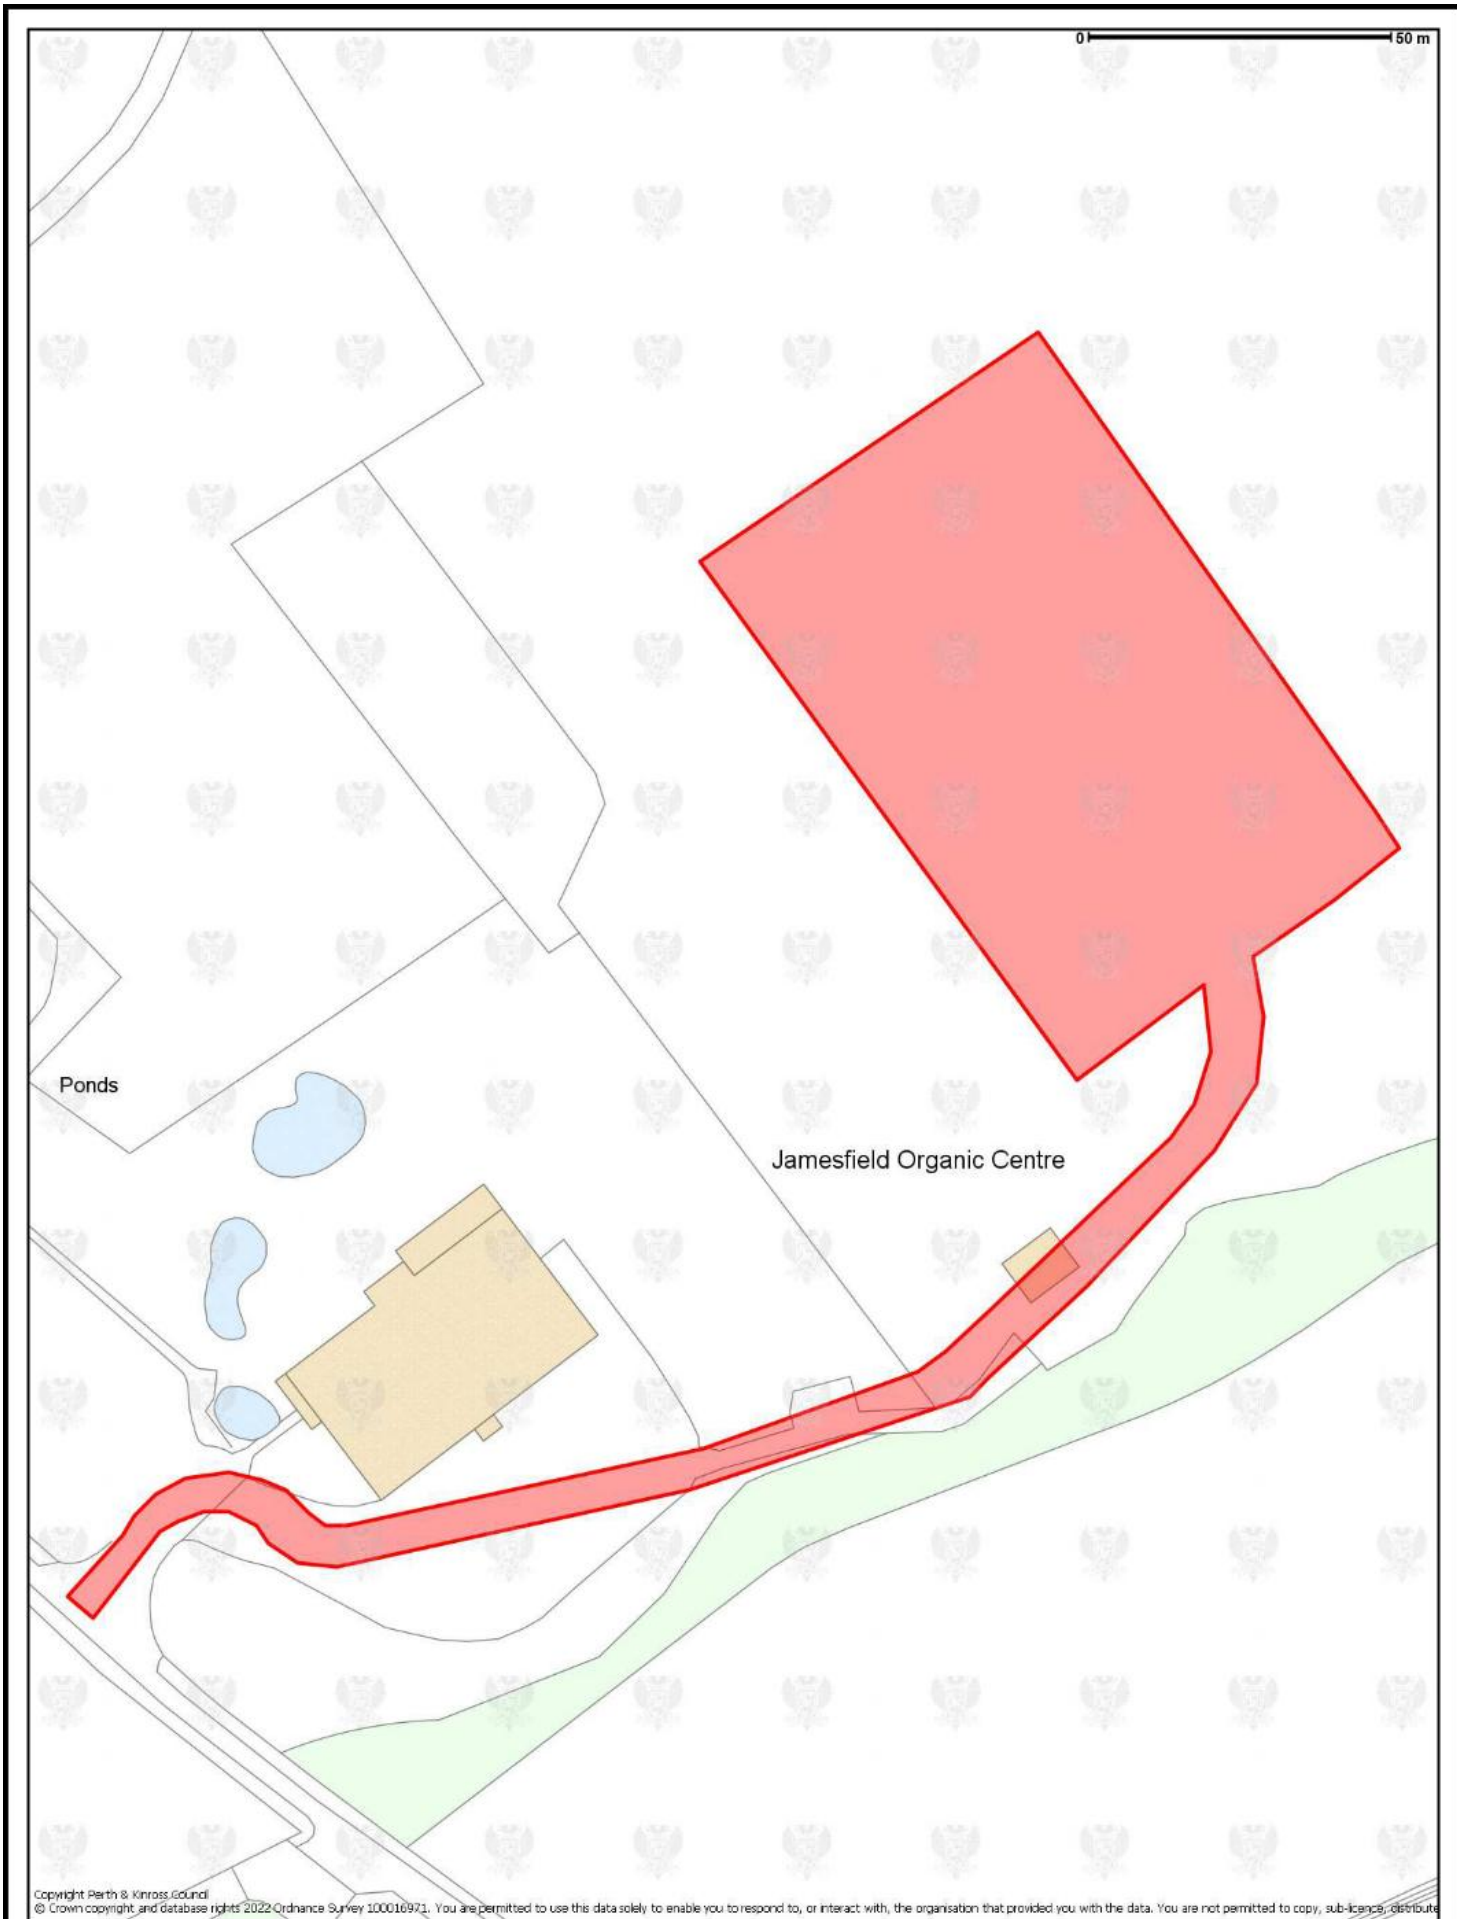 0 50 m
Ponds
Jamesfield Organic Centre
Copyright Perth & Kinross Council
© Crown copyright and database rights 2022 Ordnance Survey 100016971. You are permitted to use this data solely to enable you to respond to, or interact with, the organisation that provided you with the data. You are not permitted to copy, sub-licence, distribute